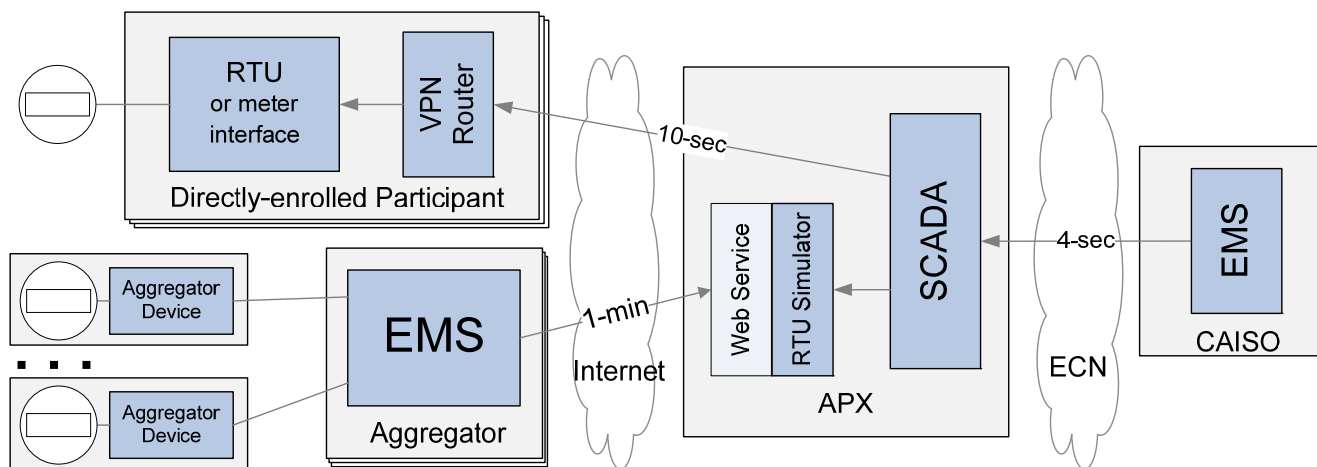 RTU
or meter
interface
VPN
Router
Directly-enrolled Participant
10-sec
Aggregator
Device
Aggregator
Device
EMS
Aggregator
1-min
Internet
Web Service
RTU Simulator
SCADA
APX
4-sec
ECN
EMS
CAISO